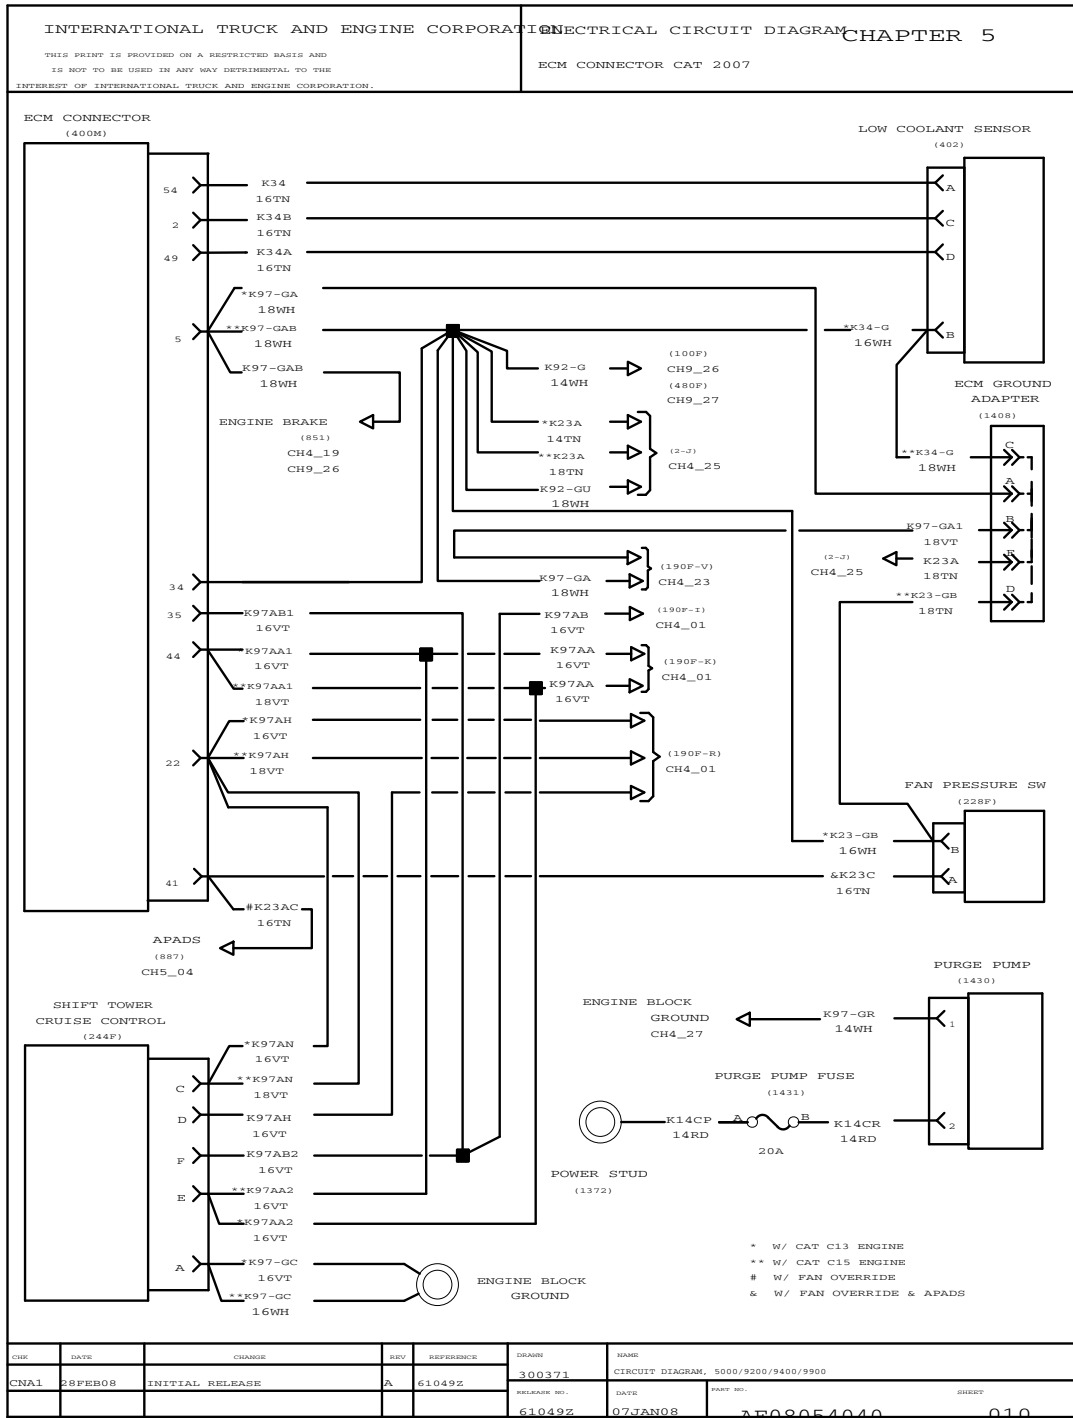 INTERNATIONAL TRUCK AND ENGINE CORPORATION
THIS PRINT IS PROVIDED ON A RESTRICTED BASIS AND
IS NOT TO BE USED IN ANY WAY DETRIMENTAL TO THE
INTEREST OF INTERNATIONAL TRUCK AND ENGINE CORPORATION.
ELECTRICAL CIRCUIT DIAGRAM
CHAPTER 5
ECM CONNECTOR CAT 2007
ECM CONNECTOR
(400M)
LOW COOLANT SENSOR
(402)
54
K34
16TN
A
2
K34B
16TN
C
49
K34A
16TN
D
*K97-GA
18WH
5
**K97-GAB
18WH
*K34-G
16WH
B
K97-GAB
18WH
ENGINE BRAKE
(851)
CH4_19
CH9_26
K92-G
14WH
(100F)
CH9_26
(480F)
CH9_27
*K23A
14TN
**K23A
18TN
K92-GU
18WH
(2-J)
CH4_25
ECM GROUND
ADAPTER
(1408)
**K34-G
18WH
C
A
K97-GA1
18VT
B
(2-J)
CH4_25
K23A
18TN
E
**K23-GB
18TN
D
34
K97-GA
18WH
(190F-V)
CH4_23
35
K97AB1
16VT
K97AB
16VT
(190F-I)
CH4_01
44
*K97AA1
16VT
K97AA
16VT
(190F-K)
CH4_01
**K97AA1
18VT
K97AA
16VT
*K97AH
16VT
22
**K97AH
18VT
(190F-R)
CH4_01
FAN PRESSURE SW
(228F)
*K23-GB
16WH
B
41
&K23C
16TN
A
#K23AC
16TN
APADS
(887)
CH5_04
PURGE PUMP
(1430)
ENGINE BLOCK
GROUND
CH4_27
K97-GR
14WH
1
PURGE PUMP FUSE
(1431)
K14CP
14RD
A
B
20A
K14CR
14RD
2
POWER STUD
(1372)
SHIFT TOWER
CRUISE CONTROL
(244F)
*K97AN
16VT
C
**K97AN
18VT
D
K97AH
16VT
F
K97AB2
16VT
E
**K97AA2
16VT
*K97AA2
16VT
A
*K97-GC
16VT
**K97-GC
16WH
ENGINE BLOCK
GROUND
* W/ CAT C13 ENGINE
** W/ CAT C15 ENGINE
# W/ FAN OVERRIDE
& W/ FAN OVERRIDE & APADS
CHK DATE CHANGE REV REFERENCE
CNA1 28FEB08 INITIAL RELEASE A 61049Z
DRAWN
300371
NAME
CIRCUIT DIAGRAM, 5000/9200/9400/9900
RELEASE NO.
61049Z
DATE
07JAN08
PART NO.
AF08054040
SHEET
010